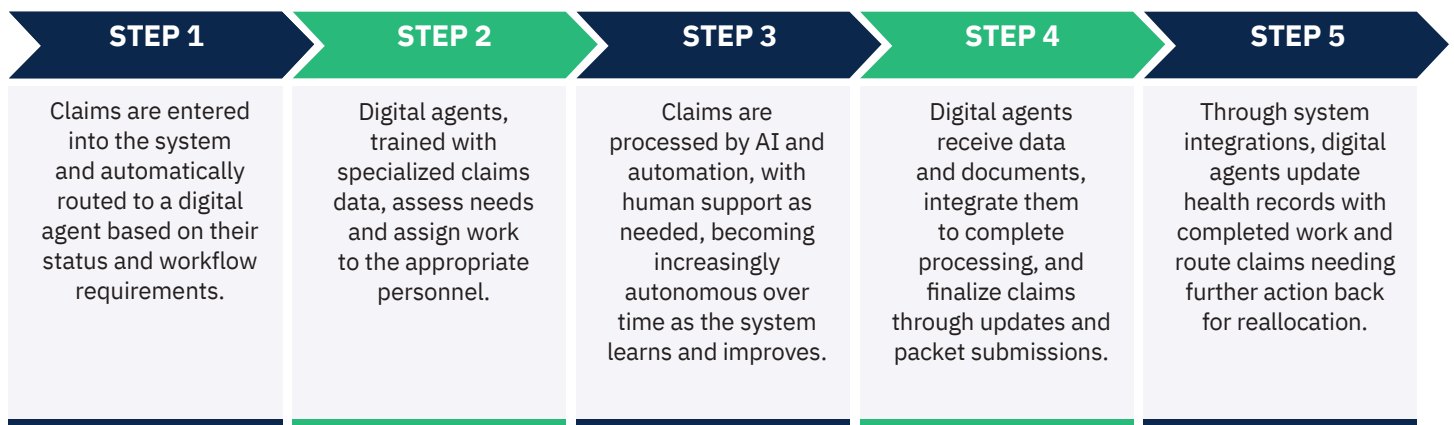 STEP 1
Claims are entered
into the system
and automatically
routed to a digital
agent based on their
status and workflow
requirements.
STEP 2
Digital agents,
trained with
specialized claims
data, assess needs
and assign work
to the appropriate
personnel.
STEP 3
Claims are
processed by AI and
automation, with
human support as
needed, becoming
increasingly
autonomous over
time as the system
learns and improves.
STEP 4
Digital agents
receive data
and documents,
integrate them
to complete
processing, and
finalize claims
through updates and
packet submissions.
STEP 5
Through system
integrations, digital
agents update
health records with
completed work and
route claims needing
further action back
for reallocation.